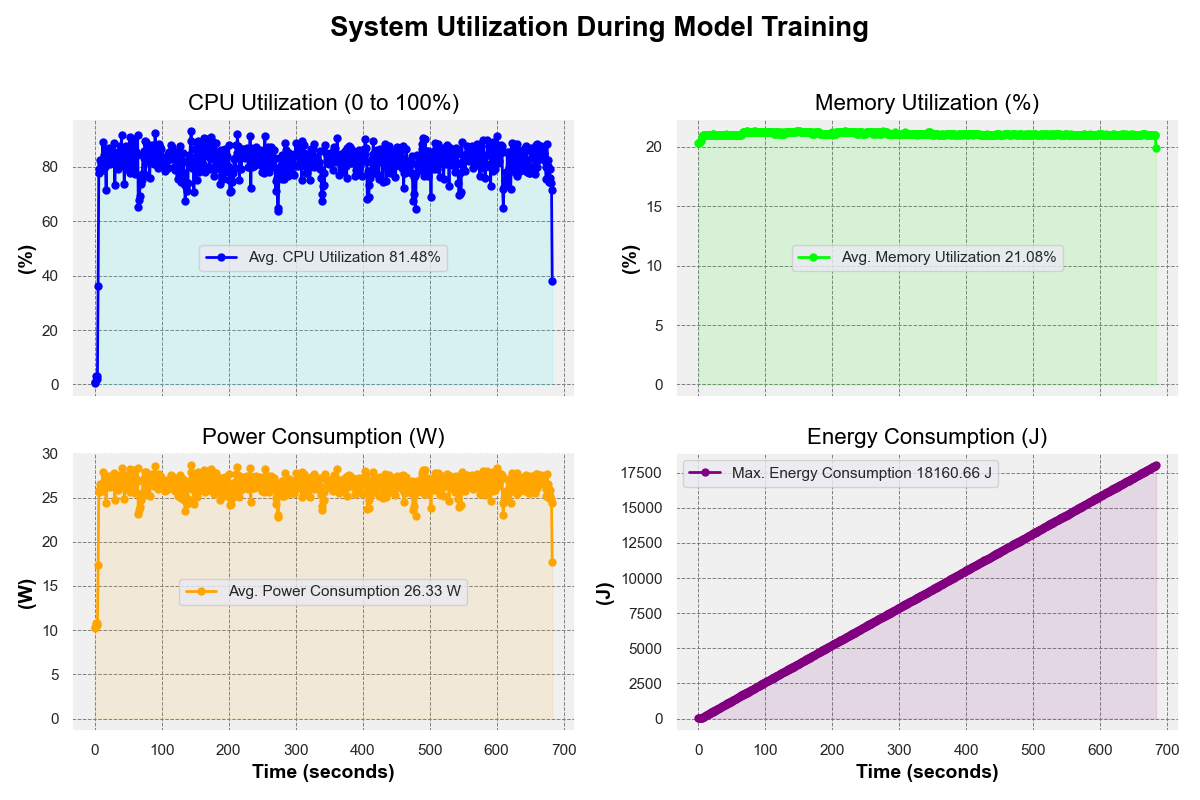 System Utilization During Model Training
CPU Utilization (0 to 100%)
(%)
80
60
40
20
0
Avg. CPU Utilization 81.48%
Memory Utilization (%)
(%)
20
15
10
5
0
Avg. Memory Utilization 21.08%
Power Consumption (W)
(W)
30
25
20
15
10
5
0
Avg. Power Consumption 26.33 W
0 100 200 300 400 500 600 700
Time (seconds)
Energy Consumption (J)
(J)
17500
15000
12500
10000
7500
5000
2500
0
Max. Energy Consumption 18160.66 J
0 100 200 300 400 500 600 700
Time (seconds)